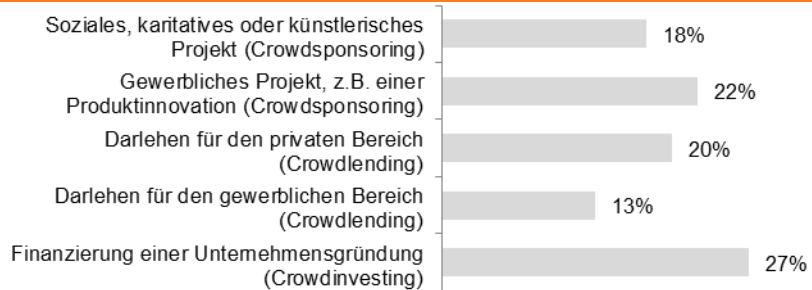 Soziales, karitatives oder künstlerisches
Projekt (Crowdsponsoring)
18%
Gewerbliches Projekt, z.B. einer
Produktinnovation (Crowdsponsoring)
22%
Darlehen für den privaten Bereich
(Crowdlending)
20%
Darlehen für den gewerblichen Bereich
(Crowdlending)
13%
Finanzierung einer Unternehmensgründung
(Crowdinvesting)
27%